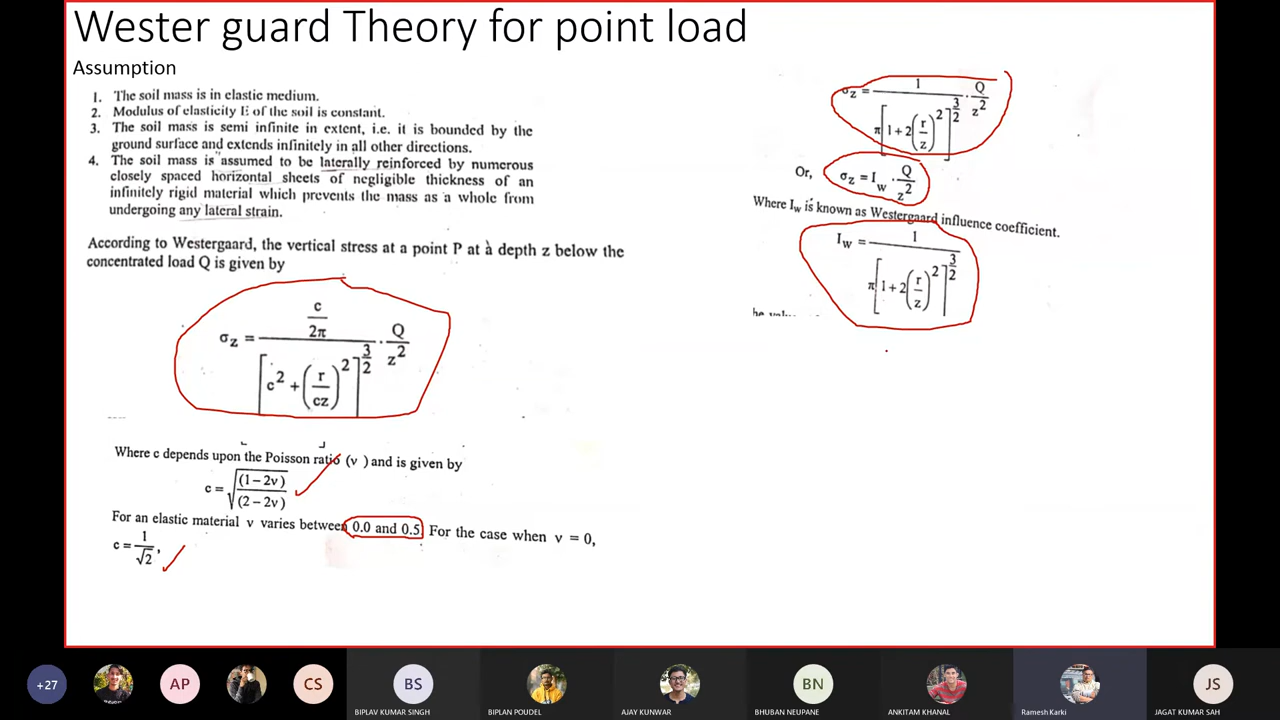 Wester guard Theory for point load
Assumption
1. The soil mass is in elastic medium.
2. Modulus of elasticity E of the soil is constant.
3. The soil mass is semi infinite in extent, i.e. it is bounded by the
ground surface and extends infinitely in all other directions.
4. The soil mass is assumed to be laterally reinforced by numerous
closely spaced horizontal sheets of negligible thickness of an
infinitely rigid material which prevents the mass as a whole from
undergoing any lateral strain.
According to Westergaard, the vertical stress at a point P at à depth z below the
concentrated load Q is given by
σz = (c/2π) / [c² + (r/cz)²]^(3/2) · Q/z²
Where c depends upon the Poisson ratio (ν) and is given by
c = √((1 – 2ν)/(2 – 2ν))
For an elastic material ν varies between 0.0 and 0.5. For the case when ν = 0,
c = 1/√2,
σz = 1 / π[1 + 2(r/z)²]^(3/2) · Q/z²
Or, σz = Iw · Q/z²
Where Iw is known as Westergaard influence coefficient.
Iw = 1 / π[1 + 2(r/z)²]^(3/2)
+27
AP
CS
BS
BN
JS
BIPLAV KUMAR SINGH
BIPLAN POUDEL
AJAY KUNWAR
BHUBAN NEUPANE
ANKITAM KHANAL
Ramesh Karki
JAGAT KUMAR SAH